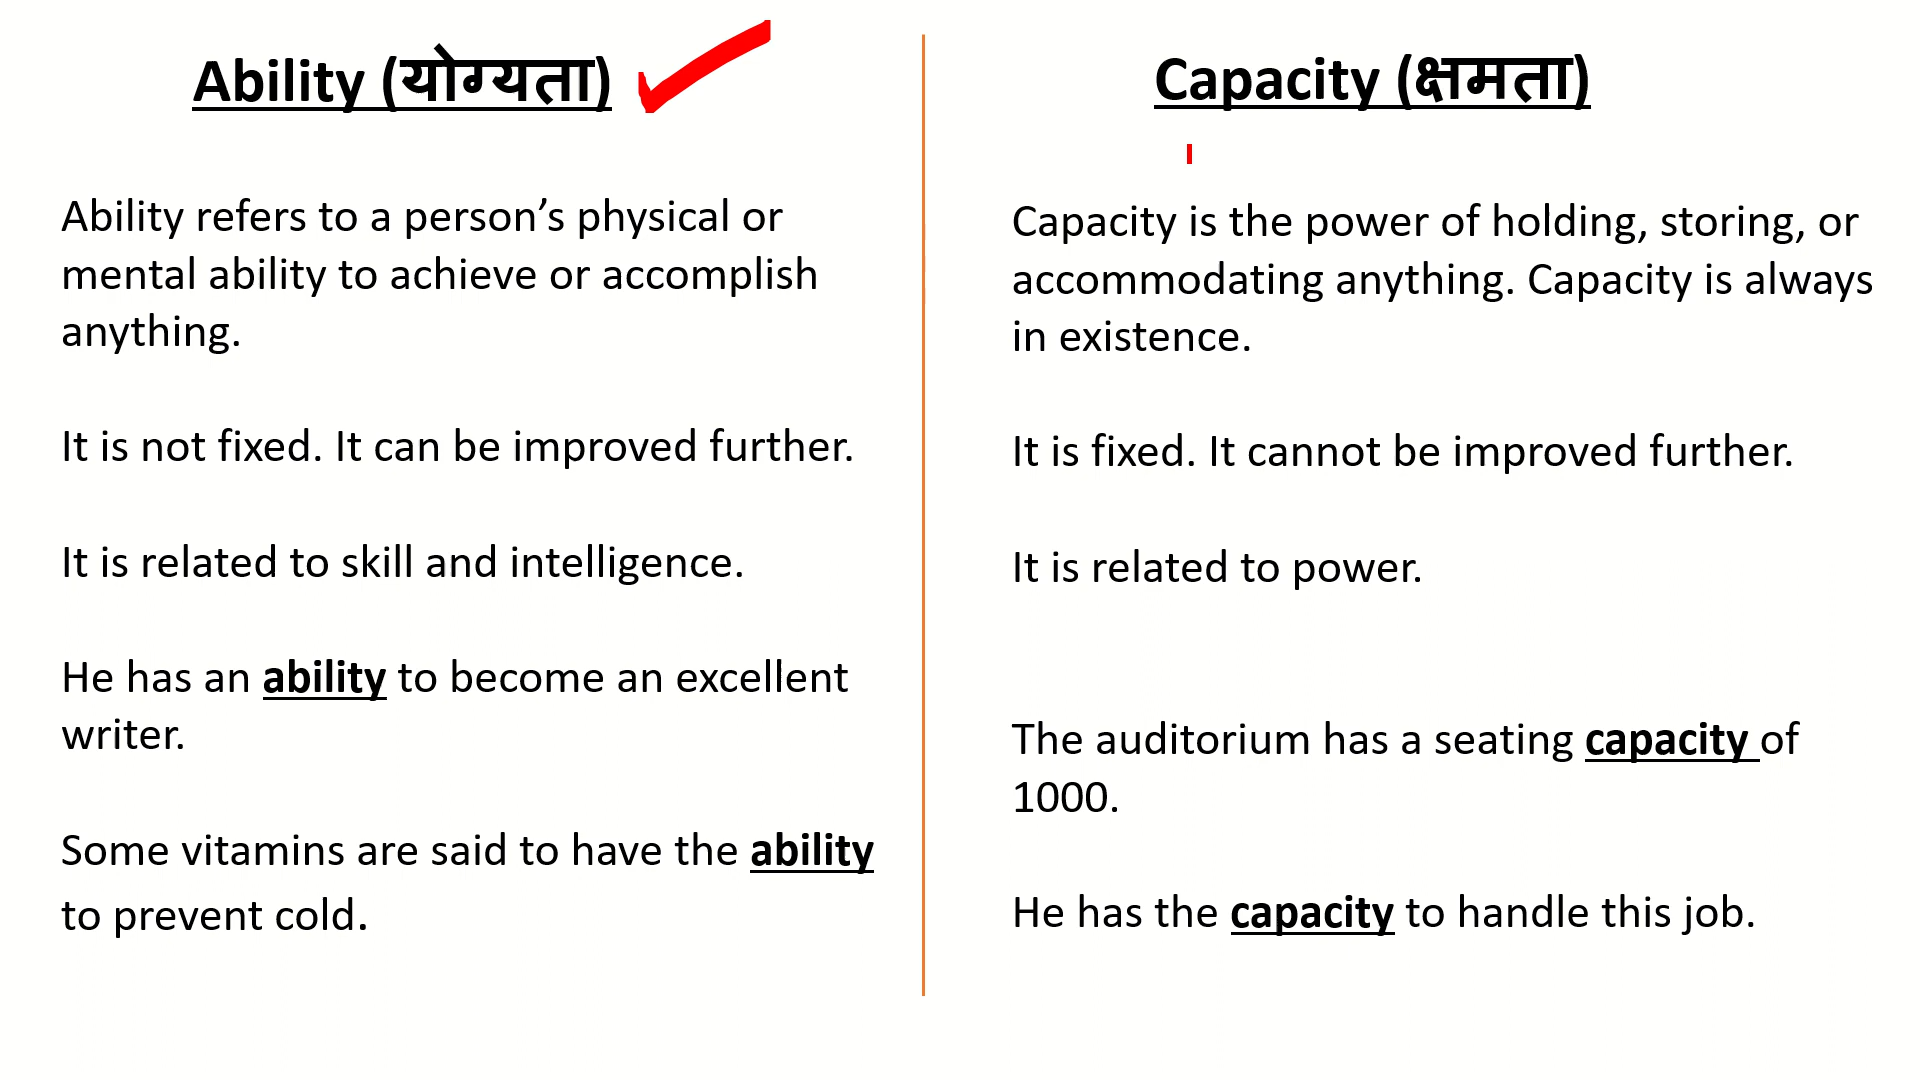 Ability (योग्यता)
Ability refers to a person’s physical or
mental ability to achieve or accomplish
anything.
It is not fixed. It can be improved further.
It is related to skill and intelligence.
He has an ability to become an excellent
writer.
Some vitamins are said to have the ability
to prevent cold.
Capacity (क्षमता)
Capacity is the power of holding, storing, or
accommodating anything. Capacity is always
in existence.
It is fixed. It cannot be improved further.
It is related to power.
The auditorium has a seating capacity of
1000.
He has the capacity to handle this job.